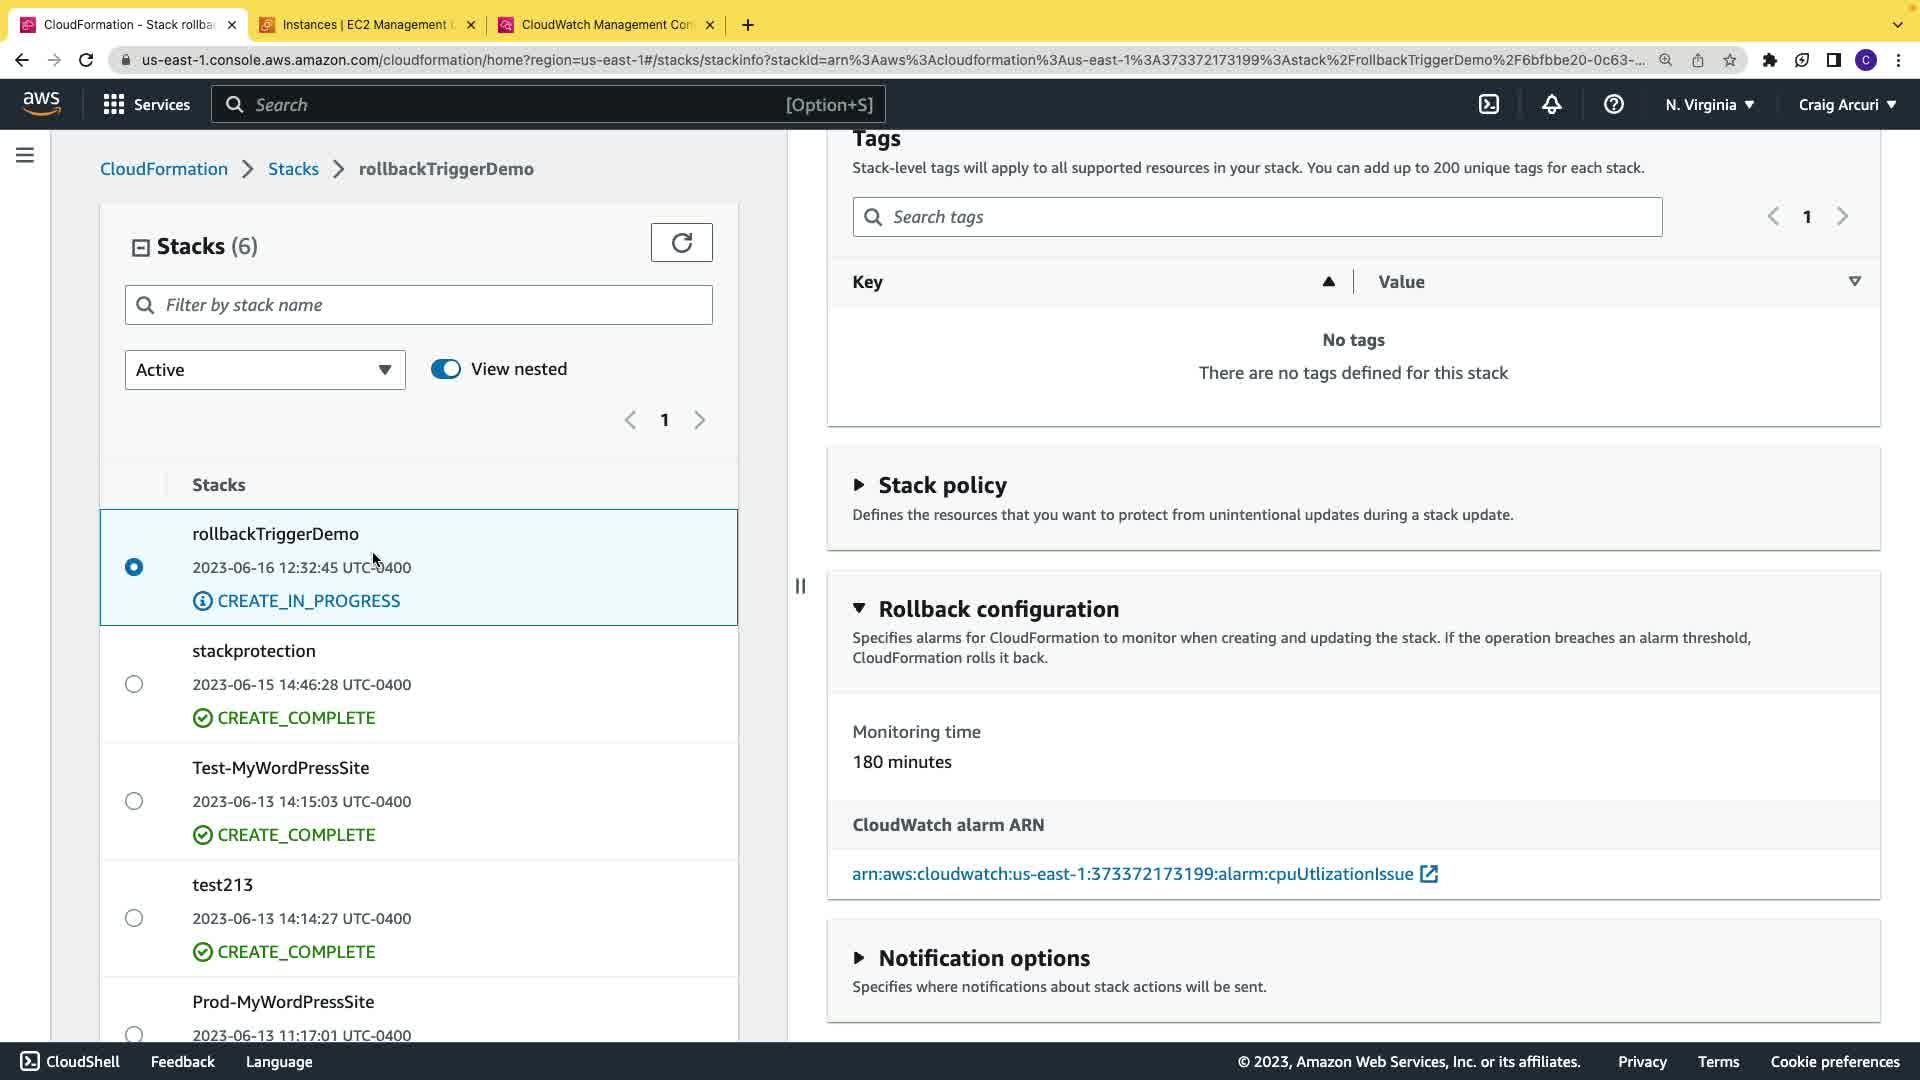 CloudFormation - Stack rollba
Instances | EC2 Management
CloudWatch Management Con
us-east-1.console.aws.amazon.com/cloudformation/home?region=us-east-1#/stacks/stackinfo?stackId=arn%3Aaws%3Acloudformation%3Aus-east-1%3A373372173199%3Astack%2FrollbackTriggerDemo%2F6bfbbe20-0c63-...
C
aws
Services
Search
[Option+S]
N. Virginia
Craig Arcuri
CloudFormation
Stacks
rollbackTriggerDemo
Stacks (6)
Filter by stack name
Active
View nested
1
Stacks
rollbackTriggerDemo
2023-06-16 12:32:45 UTC-0400
CREATE_IN_PROGRESS
stackprotection
2023-06-15 14:46:28 UTC-0400
CREATE_COMPLETE
Test-MyWordPressSite
2023-06-13 14:15:03 UTC-0400
CREATE_COMPLETE
test213
2023-06-13 14:14:27 UTC-0400
CREATE_COMPLETE
Prod-MyWordPressSite
2023-06-13 11:17:01 UTC-0400
Tags
Stack-level tags will apply to all supported resources in your stack. You can add up to 200 unique tags for each stack.
Search tags
1
Key
Value
No tags
There are no tags defined for this stack
Stack policy
Defines the resources that you want to protect from unintentional updates during a stack update.
Rollback configuration
Specifies alarms for CloudFormation to monitor when creating and updating the stack. If the operation breaches an alarm threshold,
CloudFormation rolls it back.
Monitoring time
180 minutes
CloudWatch alarm ARN
arn:aws:cloudwatch:us-east-1:373372173199:alarm:cpuUtlizationIssue
Notification options
Specifies where notifications about stack actions will be sent.
CloudShell
Feedback
Language
© 2023, Amazon Web Services, Inc. or its affiliates.
Privacy
Terms
Cookie preferences